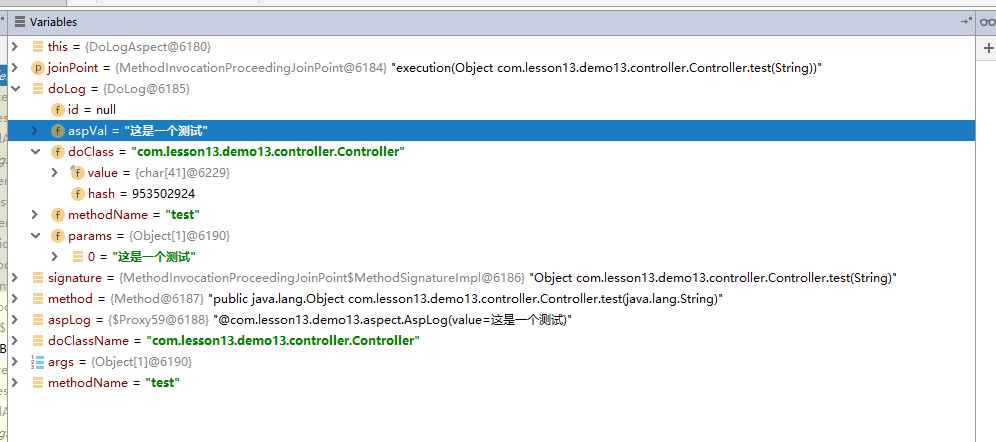 Variables
this = {DoLogAspect@6180}
joinPoint = {MethodInvocationProceedingJoinPoint@6184} "execution(Object com.lesson13.demo13.controller.Controller.test(String))"
doLog = {DoLog@6185}
id = null
aspVal = "这是一个测试"
doClass = "com.lesson13.demo13.controller.Controller"
value = {char[41]@6229}
hash = 953502924
methodName = "test"
params = {Object[1]@6190}
0 = "这是一个测试"
signature = {MethodInvocationProceedingJoinPoint$MethodSignatureImpl@6186} "Object com.lesson13.demo13.controller.Controller.test(String)"
method = {Method@6187} "public java.lang.Object com.lesson13.demo13.controller.Controller.test(java.lang.String)"
aspLog = {$Proxy59@6188} "@com.lesson13.demo13.aspect.AspLog(value=这是一个测试)"
doClassName = "com.lesson13.demo13.controller.Controller"
args = {Object[1]@6190}
methodName = "test"